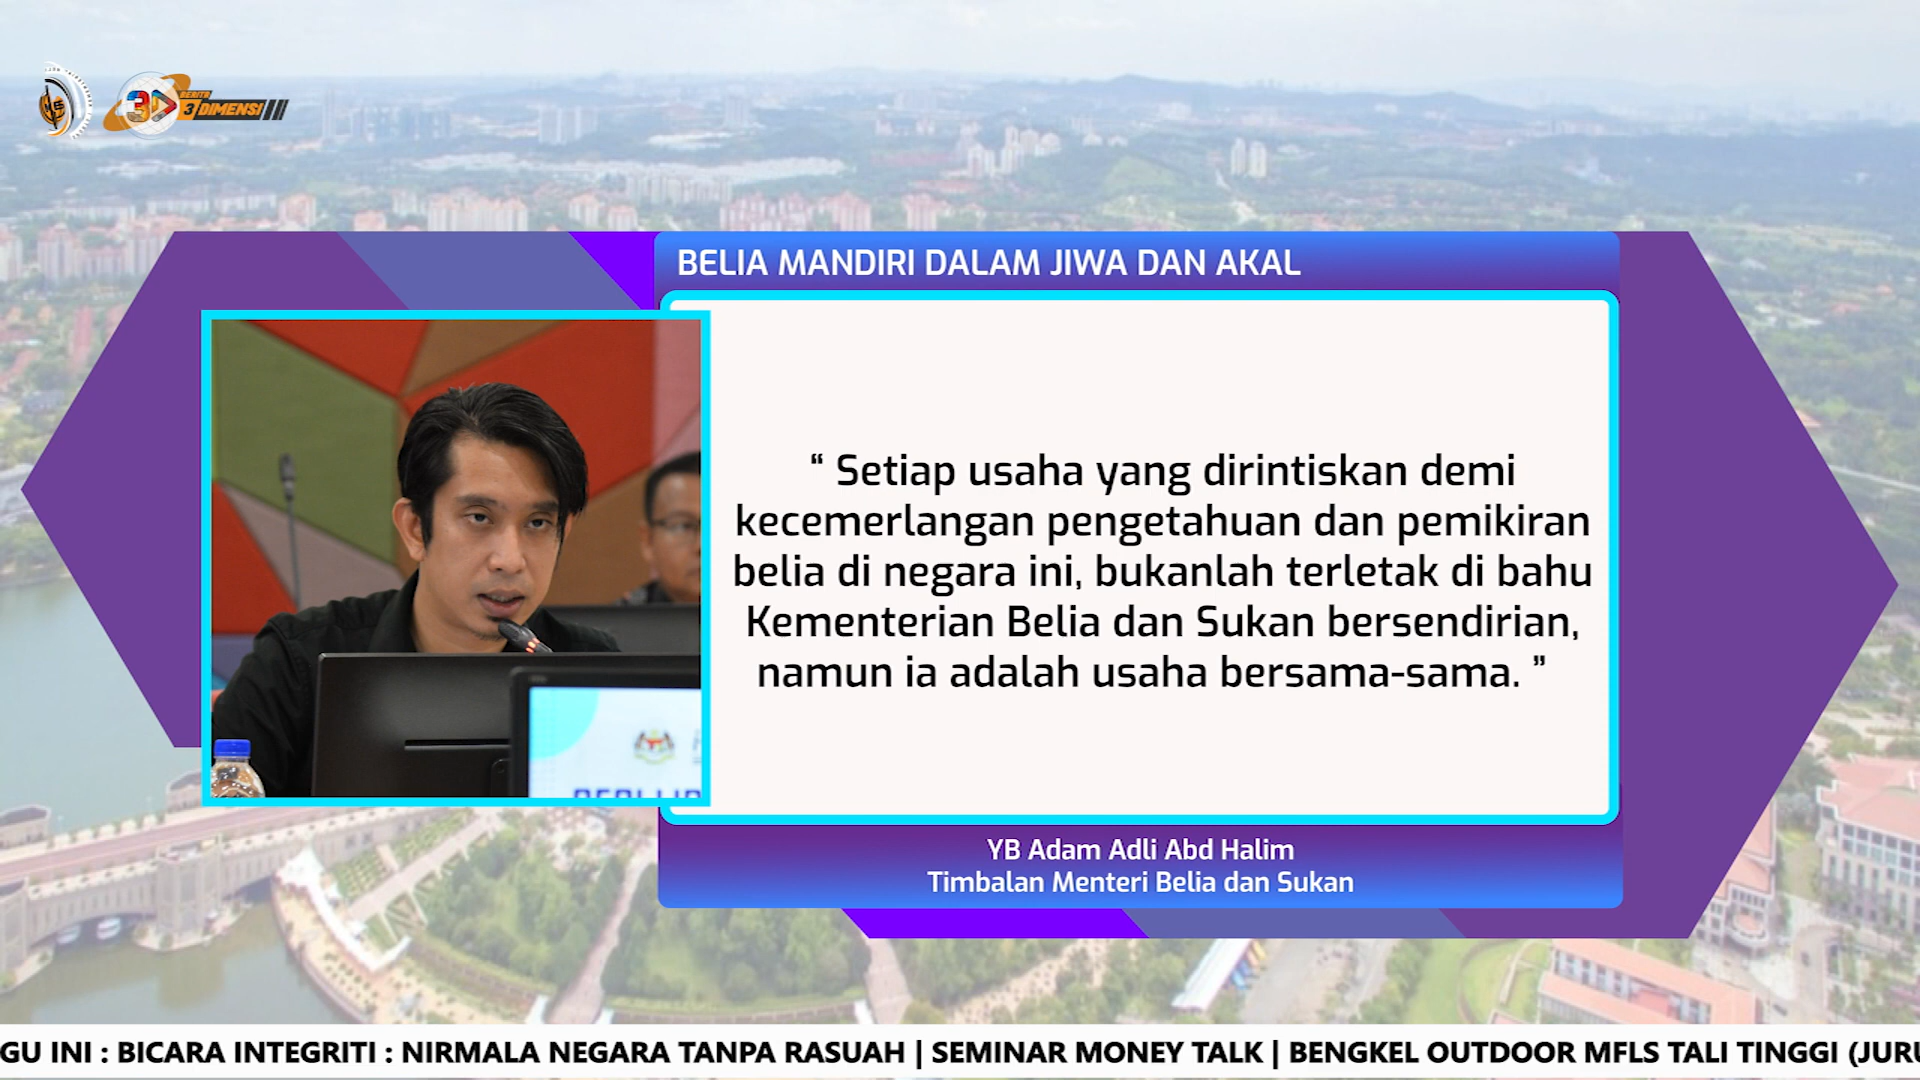 3D BERITA
3DIMENSI
BELIA MANDIRI DALAM JIWA DAN AKAL
“ Setiap usaha yang dirintiskan demi
kecemerlangan pengetahuan dan pemikiran
belia di negara ini, bukanlah terletak di bahu
Kementerian Belia dan Sukan bersendirian,
namun ia adalah usaha bersama-sama. ”
YB Adam Adli Abd Halim
Timbalan Menteri Belia dan Sukan
GU INI : BICARA INTEGRITI : NIRMALA NEGARA TANPA RASUAH | SEMINAR MONEY TALK | BENGKEL OUTDOOR MFLS TALI TINGGI (JURU